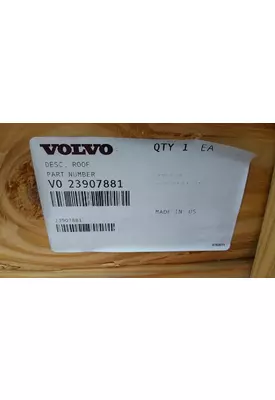 VOLVO QTY 1 EA
DESC. ROOF
PART NUMBER
VO 23907881
MADE IN US
23907881